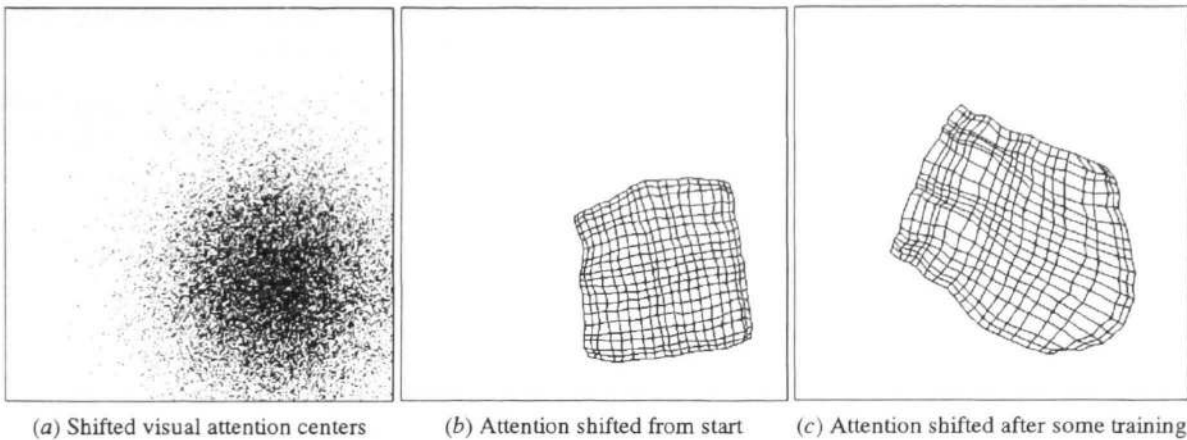 (a) Shifted visual attention centers
(b) Attention shifted from start
(c) Attention shifted after some training